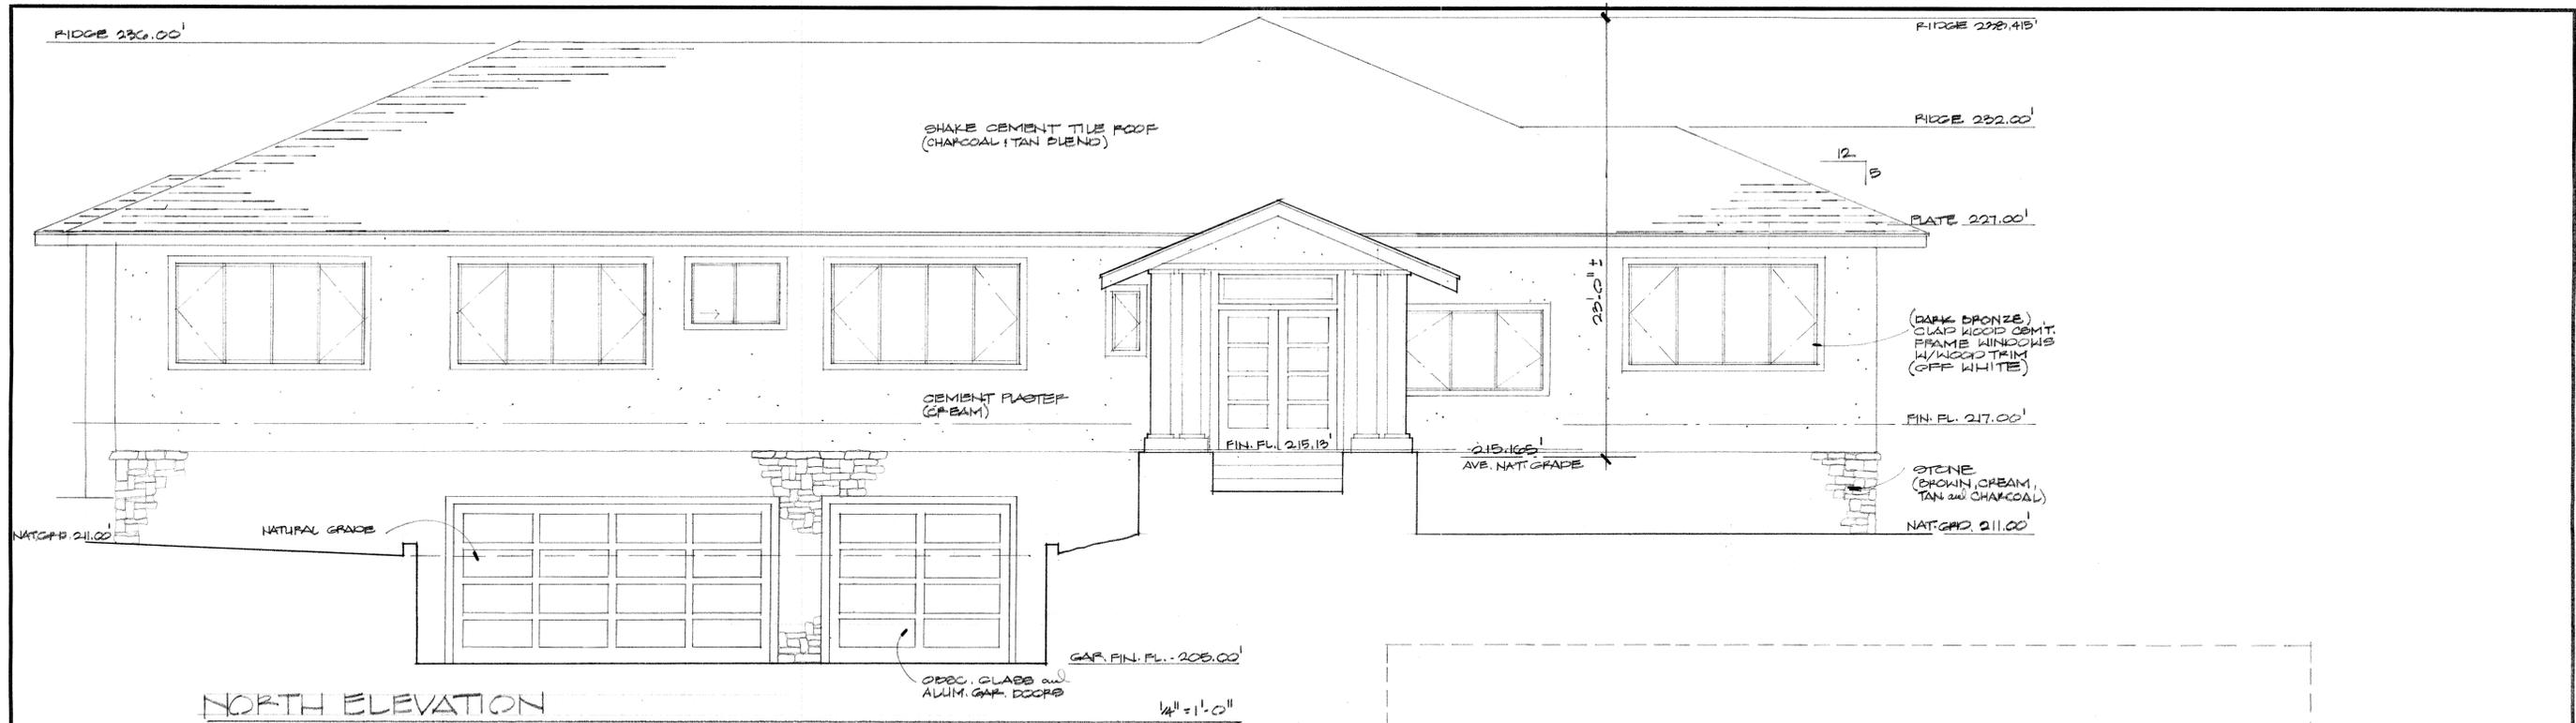 RIDGE 236.00'
RIDGE 238.415'
RIDGE 232.00'
SHAKE CEMENT TILE ROOF
(CHARCOAL & TAN BLEND)
12
5
PLATE 227.00'
23'-0" ±
(DARK BRONZE)
CLAD WOOD CSM'T.
FRAME WINDOWS
W/WOOD TRIM
(OFF WHITE)
CEMENT PLASTER
(CREAM)
FIN. FL. 217.00'
FIN. FL. 215.13'
215.165'
AVE. NAT. GRADE
STONE
(BROWN, CREAM,
TAN and CHARCOAL)
NAT. GRD. 211.00'
NATURAL GRADE
NAT. GRD. 211.00'
GAR. FIN. FL. - 205.00'
OBSC. GLASS and
ALUM. GAR. DOORS
NORTH ELEVATION
1/4" = 1'-0"